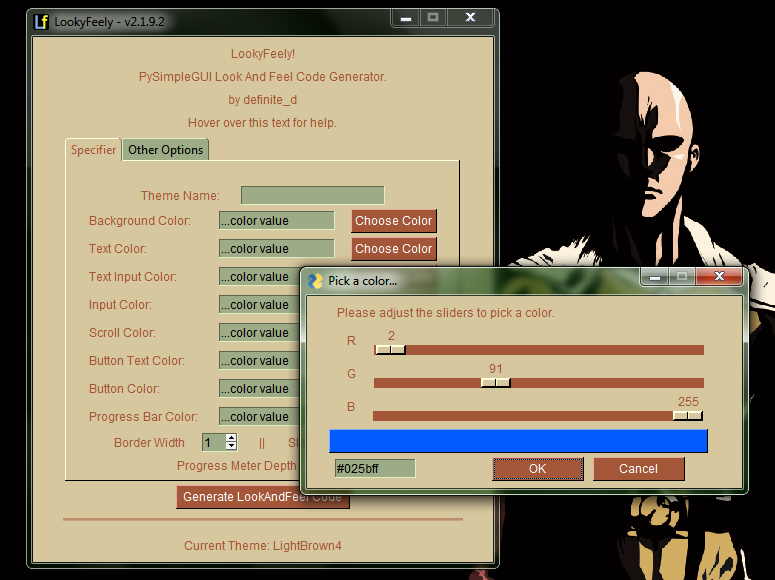 Lf LookyFeely - v2.1.9.2
LookyFeely!
PySimpleGUI Look And Feel Code Generator.
by definite_d
Hover over this text for help.
Specifier Other Options
Theme Name:
Background Color: ...color value Choose Color
Text Color: ...color value Choose Color
Text Input Color: ...color value
Input Color: ...color value
Scroll Color: ...color value
Button Text Color: ...color value
Button Color: ...color value
Progress Bar Color: ...color value
Border Width 1 ||
Progress Meter Depth
Generate LookAndFeel Code
Current Theme: LightBrown4
Pick a color...
Please adjust the sliders to pick a color.
R 2
G 91
B 255
#025bff OK Cancel